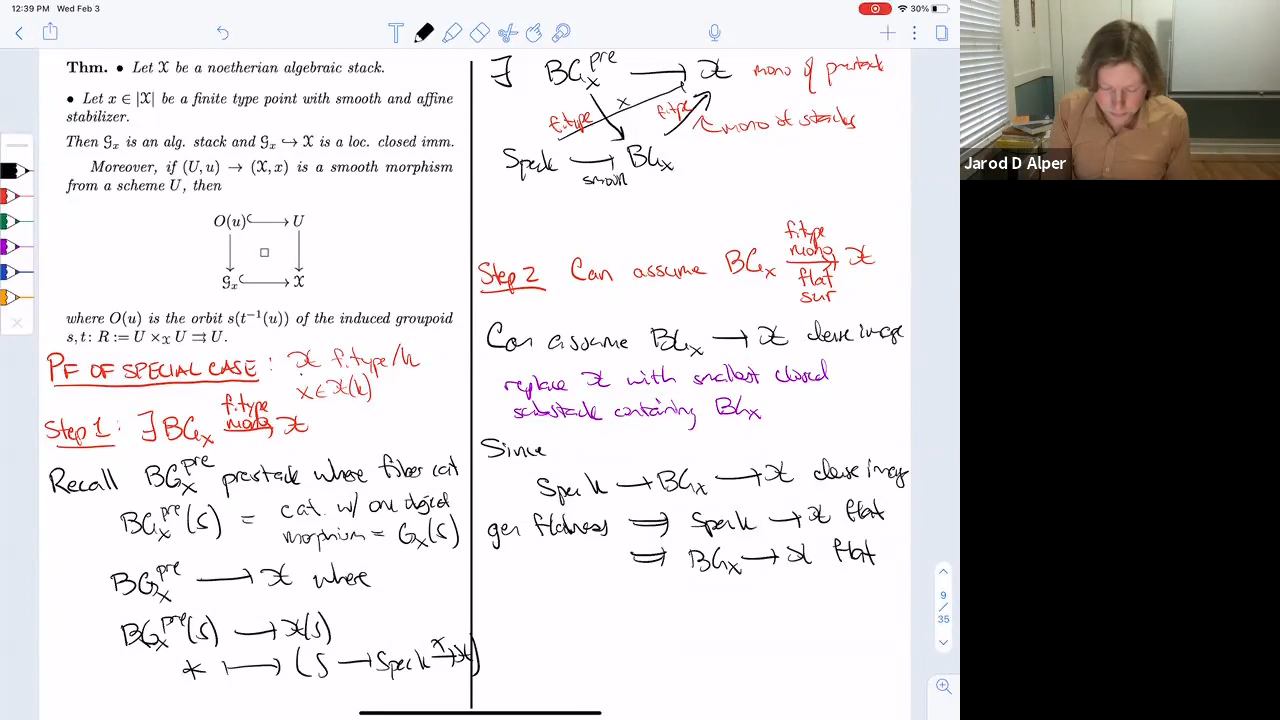 12:39 PM Wed Feb 3
30%
Thm. • Let 𝔛 be a noetherian algebraic stack.
• Let x ∈ |𝔛| be a finite type point with smooth and affine
stabilizer.
Then 𝒢ₓ is an alg. stack and 𝒢ₓ ↪ 𝔛 is a loc. closed imm.
Moreover, if (U, u) → (𝔛, x) is a smooth morphism
from a scheme U, then
O(u) ↪ U
□
𝒢ₓ ↪ 𝔛
where O(u) is the orbit s(t⁻¹(u)) of the induced groupoid
s, t: R := U ×_𝔛 U ⇉ U.
PF OF SPECIAL CASE : 𝔛 f.type/k
x ∈ 𝔛(k)
Step 1 : ∃ BGₓ → 𝔛
f.type
mono
Recall BGₓ^pre prestack where fiber cat
BGₓ^pre(S) = cat. w/ one object
morphism = Gₓ(S)
BGₓ^pre → 𝔛 where
BGₓ^pre(S) → 𝔛(S)
* ↦ (S → Spec k →^x 𝔛)
∃ BGₓ^pre → 𝔛 mono of prestack
x
f.type
f.type
mono of stacks
Spec k → BGₓ
smooth
Step 2 Can assume BGₓ → 𝔛
f.type
mono
flat
sur
Can assume BGₓ → 𝔛 dense image
replace 𝔛 with smallest closed
substack containing BGₓ
Since
Spec k → BGₓ → 𝔛 dense image
gen flatness ⇒ Spec k → 𝔛 flat
⇒ BGₓ → 𝔛 flat
9
/
35
Jarod D Alper